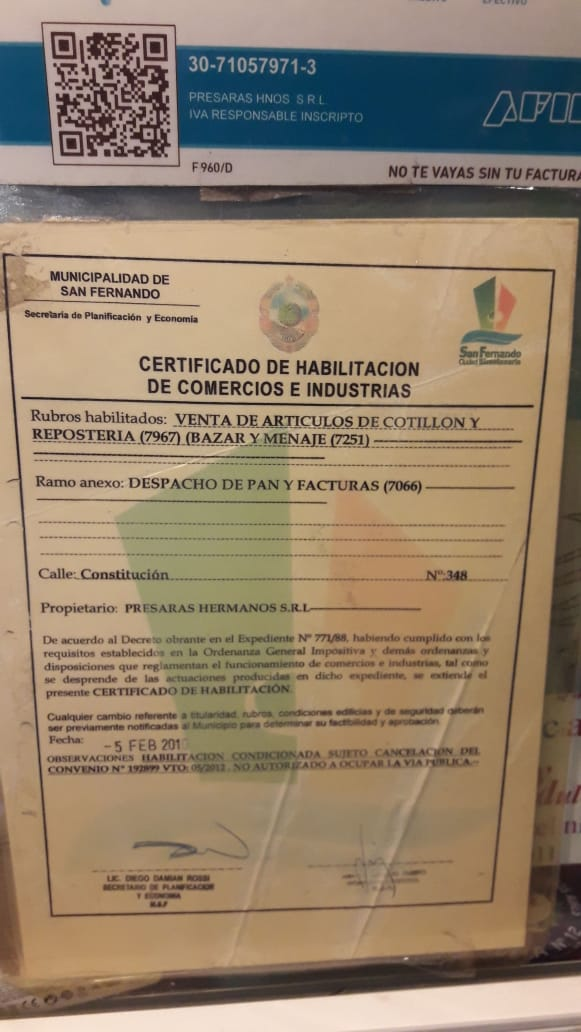 EFECTIVO
30-71057971-3
PRESARAS HNOS S.R.L.
IVA RESPONSABLE INSCRIPTO
AFIP
F 960/D
NO TE VAYAS SIN TU FACTURA
MUNICIPALIDAD DE
SAN FERNANDO
Secretaria de Planificación y Economía
San Fernando
Ciudad Bicentenaria
CERTIFICADO DE HABILITACION
DE COMERCIOS E INDUSTRIAS
Rubros habilitados: VENTA DE ARTICULOS DE COTILLON Y
REPOSTERIA (7967) (BAZAR Y MENAJE (7251)
Ramo anexo: DESPACHO DE PAN Y FACTURAS (7066)
Calle: Constitución Nº:348
Propietario: PRESARAS HERMANOS S.R.L
De acuerdo al Decreto obrante en el Expediente Nº 771/88, habiendo cumplido con los
requisitos establecidos en la Ordenanza General Impositiva y demás ordenanzas y
disposiciones que reglamentan el funcionamiento de comercios e industrias, tal como
se desprende de las actuaciones producidas en dicho expediente, se extiende el
presente CERTIFICADO DE HABILITACIÓN.
Cualquier cambio referente a titularidad, rubros, condiciones edilicias y de seguridad deberán
ser previamente notificadas al Municipio para determinar su factibilidad y aprobación.
Fecha: -5 FEB
OBSERVACIONES HABILITACION CONDICIONADA SUJETO CANCELACION DEL
CONVENIO Nº 192899 VTO: 05/2012 . NO AUTORIZADO A OCUPAR LA VIA PUBLICA.--
LIC. DIEGO DAMIAN ROSSI
SECRETARIO DE PLANIFICACION
Y ECONOMIA
M.S.F